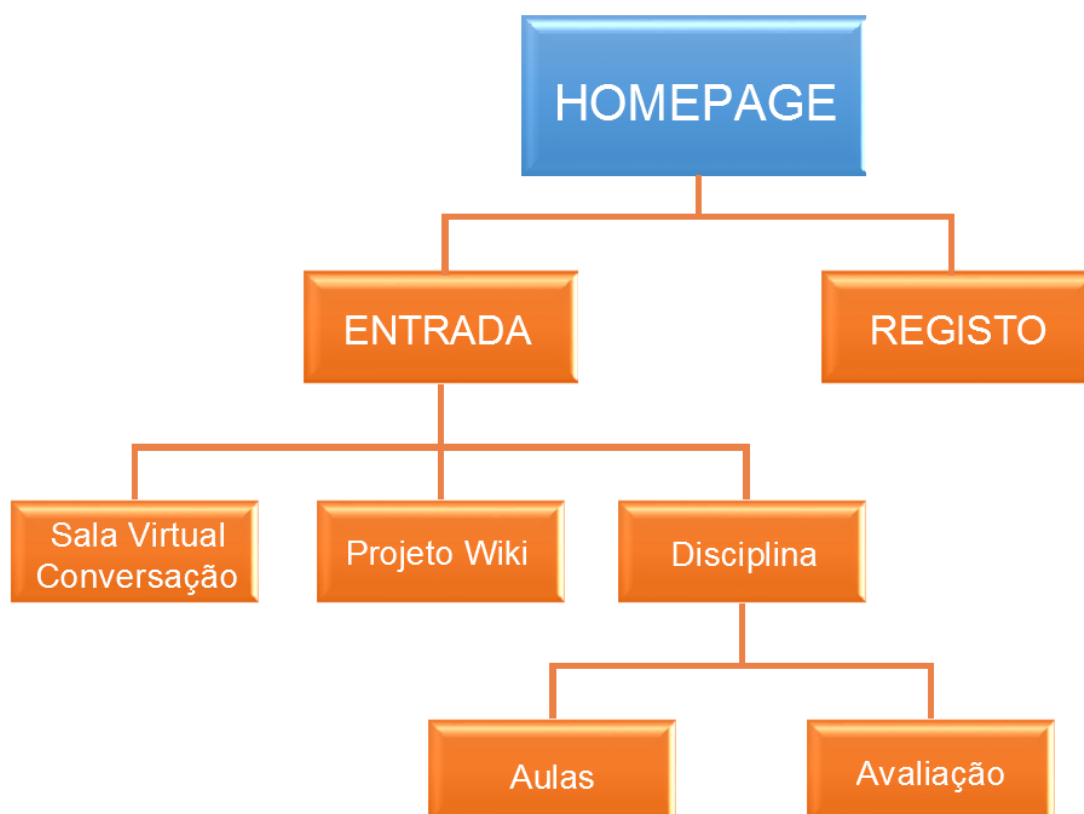 HOMEPAGE
ENTRADA
REGISTO
Sala Virtual
Conversação
Projeto Wiki
Disciplina
Aulas
Avaliação